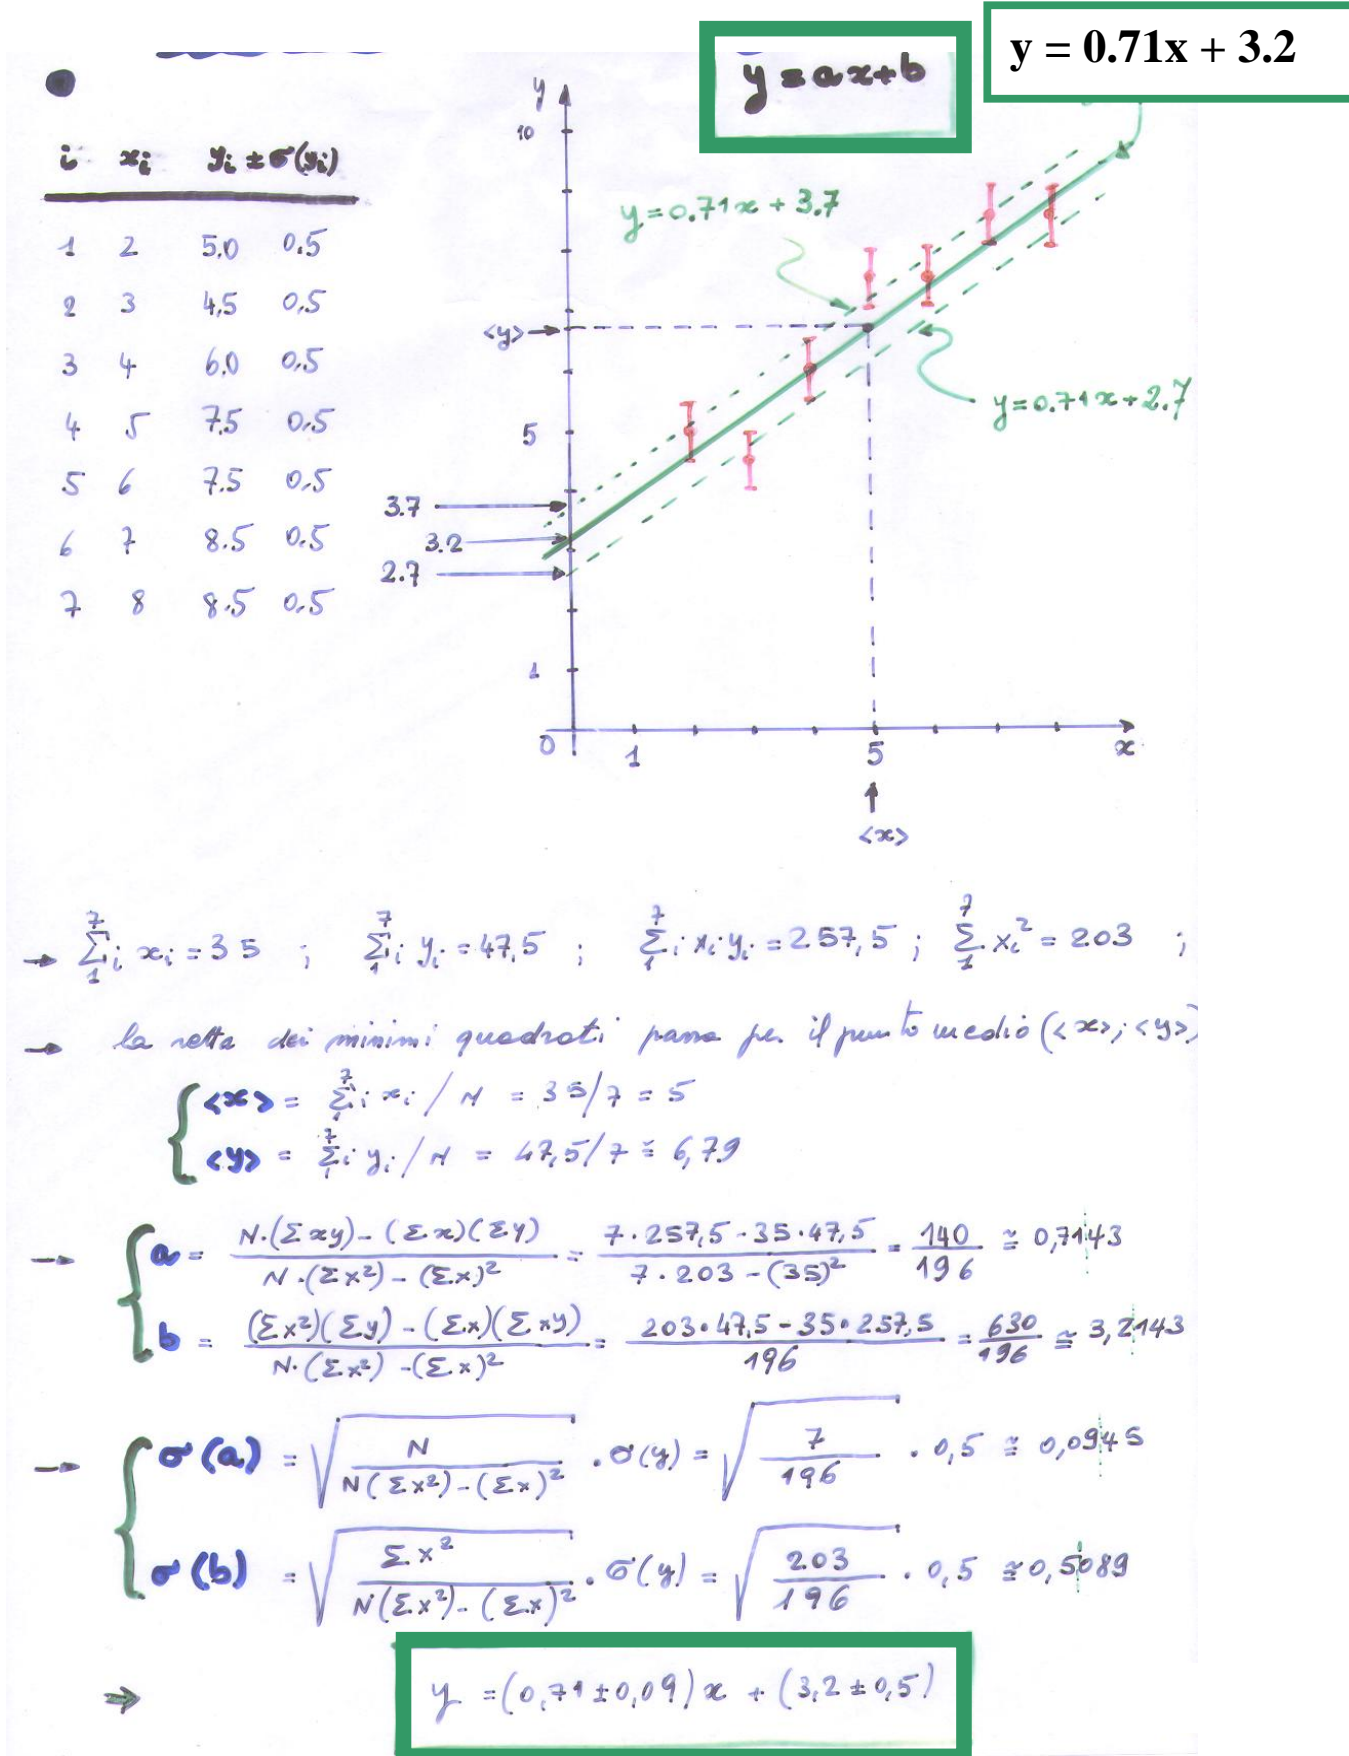 y = ax+b
y = 0.71x + 3.2
i xᵢ yᵢ ± σ(yᵢ)
1 2 5.0 0.5
2 3 4,5 0.5
3 4 6.0 0.5
4 5 7.5 0.5
5 6 7.5 0.5
6 7 8.5 0.5
7 8 8.5 0.5
y
10
y=0.71x + 3.7
<y>
y=0.71x+2.7
5
3.7
3.2
2.7
1
0 1 5 x
<x>
→ Σ₁⁷ᵢ xᵢ = 35 ; Σ₁⁷ᵢ yᵢ = 47,5 ; Σ₁⁷ᵢ xᵢyᵢ = 257,5 ; Σ₁⁷ xᵢ² = 203 ;
→ la retta dei minimi quadrati passa per il punto medio (<x>; <y>)
<x> = Σ₁⁷ᵢ xᵢ / N = 35/7 = 5
<y> = Σ₁⁷ᵢ yᵢ / N = 47,5/7 ≅ 6,79
→ a = N·(Σxy) - (Σx)(Σy) / N·(Σx²) - (Σx)² = 7·257,5 - 35·47,5 / 7·203 - (35)² = 140/196 ≅ 0,7143
b = (Σx²)(Σy) - (Σx)(Σxy) / N·(Σx²) - (Σx)² = 203·47,5 - 35·257,5 / 196 = 630/196 ≅ 3,2143
→ σ(a) = √(N / N(Σx²) - (Σx)²) · σ(y) = √(7/196) · 0,5 ≅ 0,0945
σ(b) = √(Σx² / N(Σx²) - (Σx)²) · σ(y) = √(203/196) · 0,5 ≅ 0,5089
⇒ y = (0,71 ± 0,09)x + (3,2 ± 0,5)